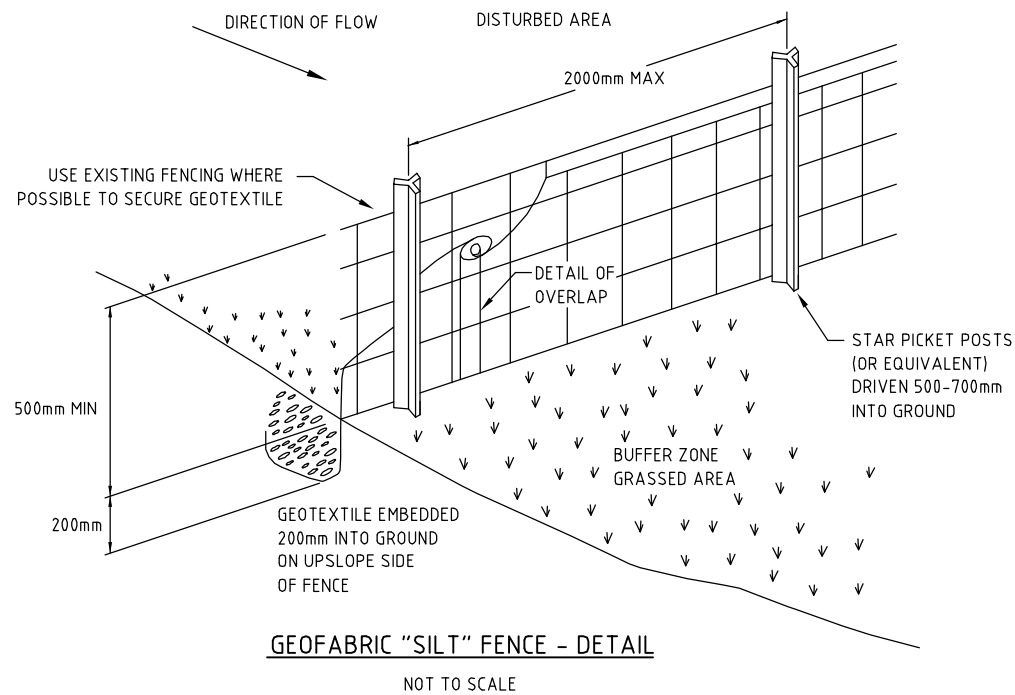 DIRECTION OF FLOW
DISTURBED AREA
2000mm MAX
USE EXISTING FENCING WHERE
POSSIBLE TO SECURE GEOTEXTILE
DETAIL OF
OVERLAP
STAR PICKET POSTS
(OR EQUIVALENT)
DRIVEN 500-700mm
INTO GROUND
500mm MIN
BUFFER ZONE
GRASSED AREA
200mm
GEOTEXTILE EMBEDDED
200mm INTO GROUND
ON UPSLOPE SIDE
OF FENCE
GEOFABRIC "SILT" FENCE - DETAIL
NOT TO SCALE